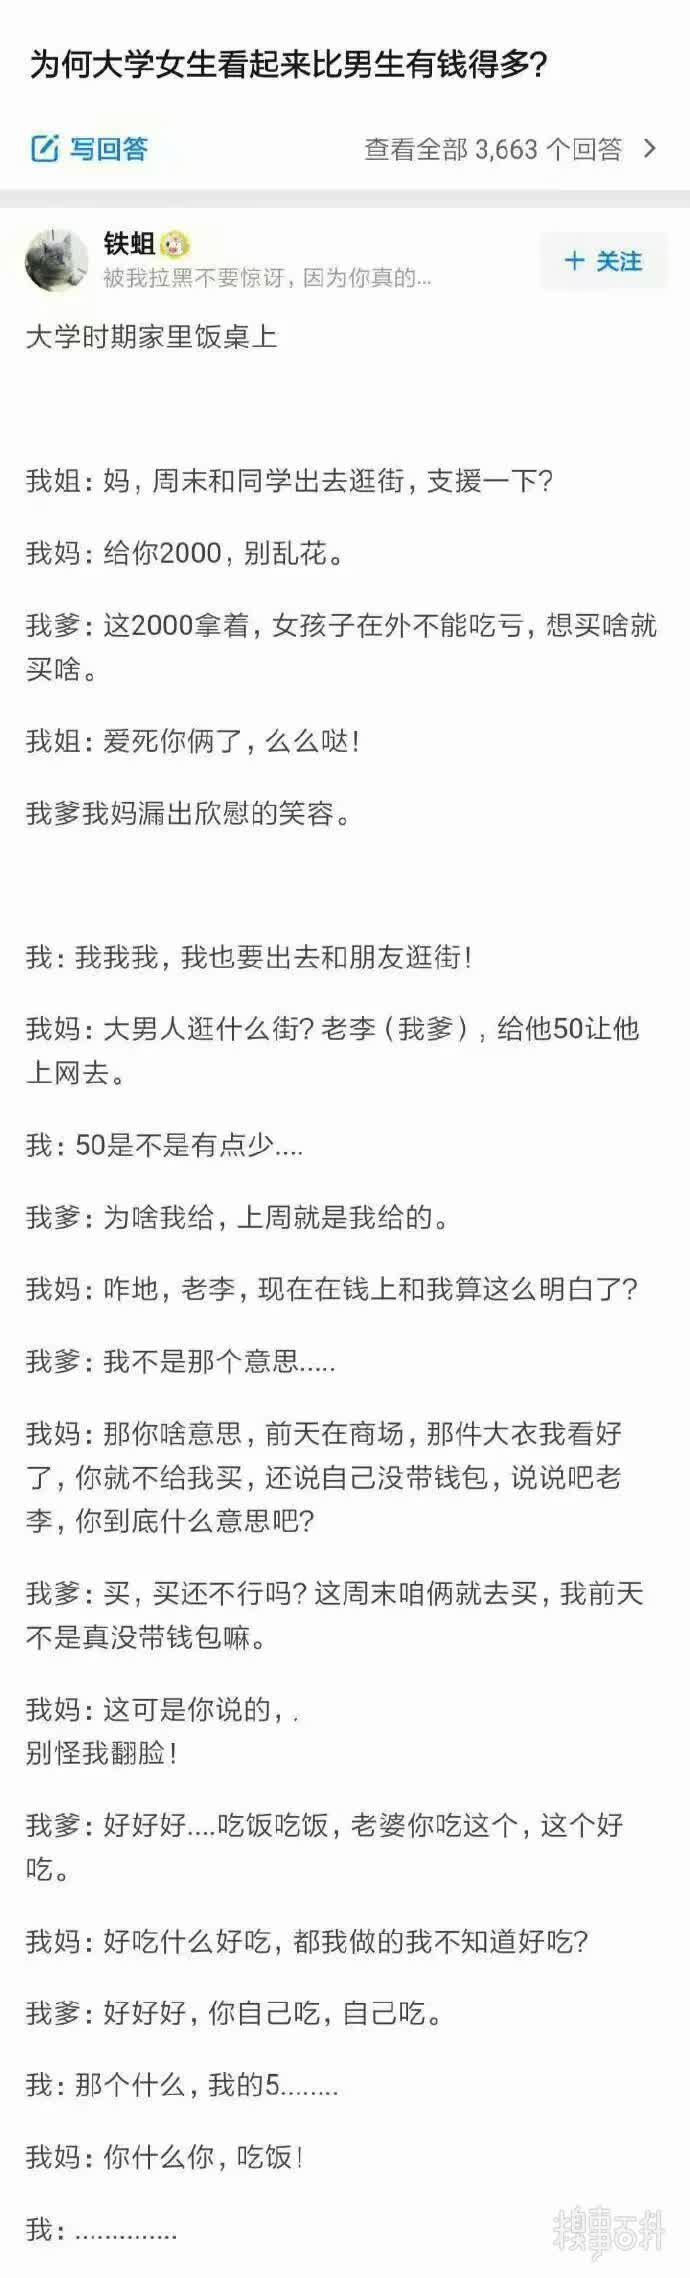 为何大学女生看起来比男生有钱得多?
写回答
查看全部 3,663 个回答
铁蛆
关注
被我拉黑不要惊讶，因为你真的...
大学时期家里饭桌上
我姐：妈，周末和同学出去逛街，支援一下?
我妈：给你2000，别乱花。
我爹：这2000拿着，女孩子在外不能吃亏，想买啥就
买啥。
我姐：爱死你俩了，么么哒！
我爹我妈漏出欣慰的笑容。
我：我我我，我也要出去和朋友逛街！
我妈：大男人逛什么街? 老李（我爹），给他50让他
上网去。
我：50是不是有点少....
我爹：为啥我给，上周就是我给的。
我妈：咋地，老李，现在在钱上和我算这么明白了?
我爹：我不是那个意思.....
我妈：那你啥意思，前天在商场，那件大衣我看好
了，你就不给我买，还说自己没带钱包，说说吧老
李，你到底什么意思吧?
我爹：买，买还不行吗? 这周末咱俩就去买，我前天
不是真没带钱包嘛。
我妈：这可是你说的，.
别怪我翻脸！
我爹：好好好....吃饭吃饭，老婆你吃这个，这个好
吃。
我妈：好吃什么好吃，都我做的我不知道好吃?
我爹：好好好，你自己吃，自己吃。
我：那个什么，我的5........
我妈：你什么你，吃饭！
我：..............
糗事百科